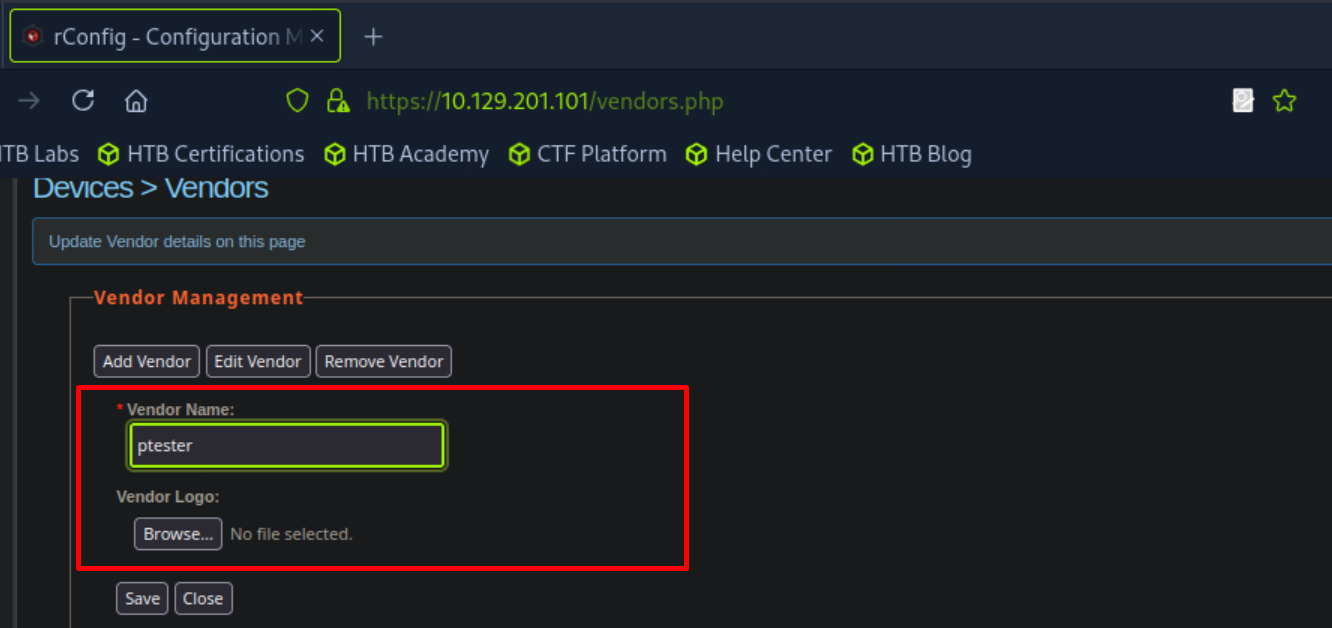 rConfig - Configuration M
https://10.129.201.101/vendors.php
TB Labs HTB Certifications HTB Academy CTF Platform Help Center HTB Blog
Devices > Vendors
Update Vendor details on this page
Vendor Management
Add Vendor Edit Vendor Remove Vendor
* Vendor Name:
ptester
Vendor Logo:
Browse... No file selected.
Save Close